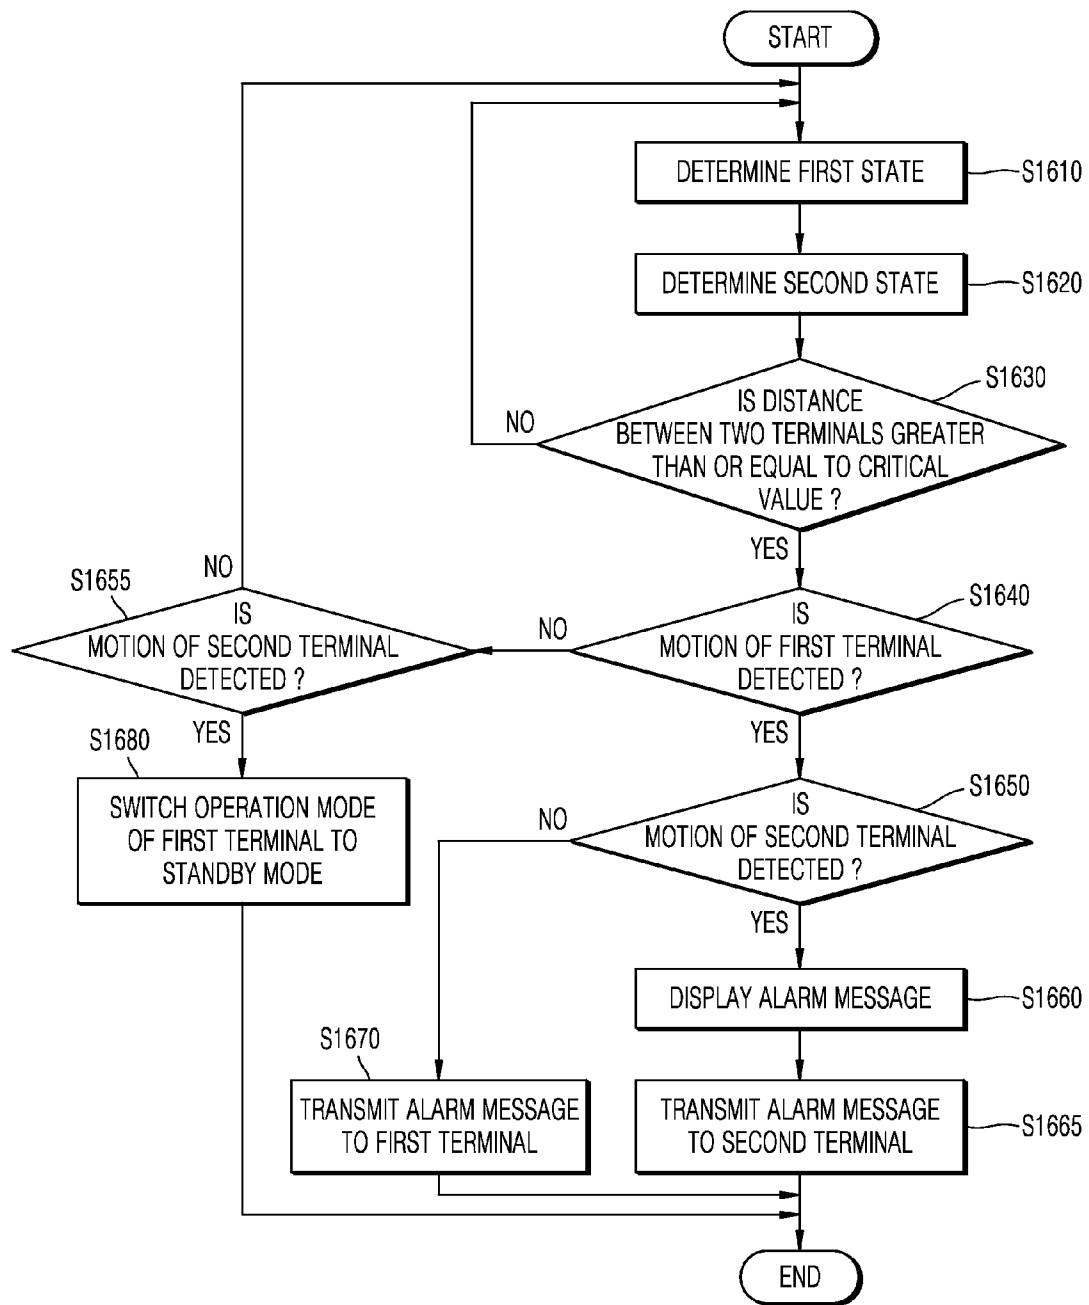 START
DETERMINE FIRST STATE
S1610
DETERMINE SECOND STATE
S1620
S1630
IS DISTANCE
BETWEEN TWO TERMINALS GREATER
THAN OR EQUAL TO CRITICAL
VALUE ?
NO
YES
S1640
IS
MOTION OF FIRST TERMINAL
DETECTED ?
NO
YES
S1655
NO
IS
MOTION OF SECOND TERMINAL
DETECTED ?
YES
S1680
SWITCH OPERATION MODE
OF FIRST TERMINAL TO
STANDBY MODE
S1650
IS
MOTION OF SECOND TERMINAL
DETECTED ?
NO
YES
DISPLAY ALARM MESSAGE
S1660
S1670
TRANSMIT ALARM MESSAGE
TO FIRST TERMINAL
TRANSMIT ALARM MESSAGE
TO SECOND TERMINAL
S1665
END